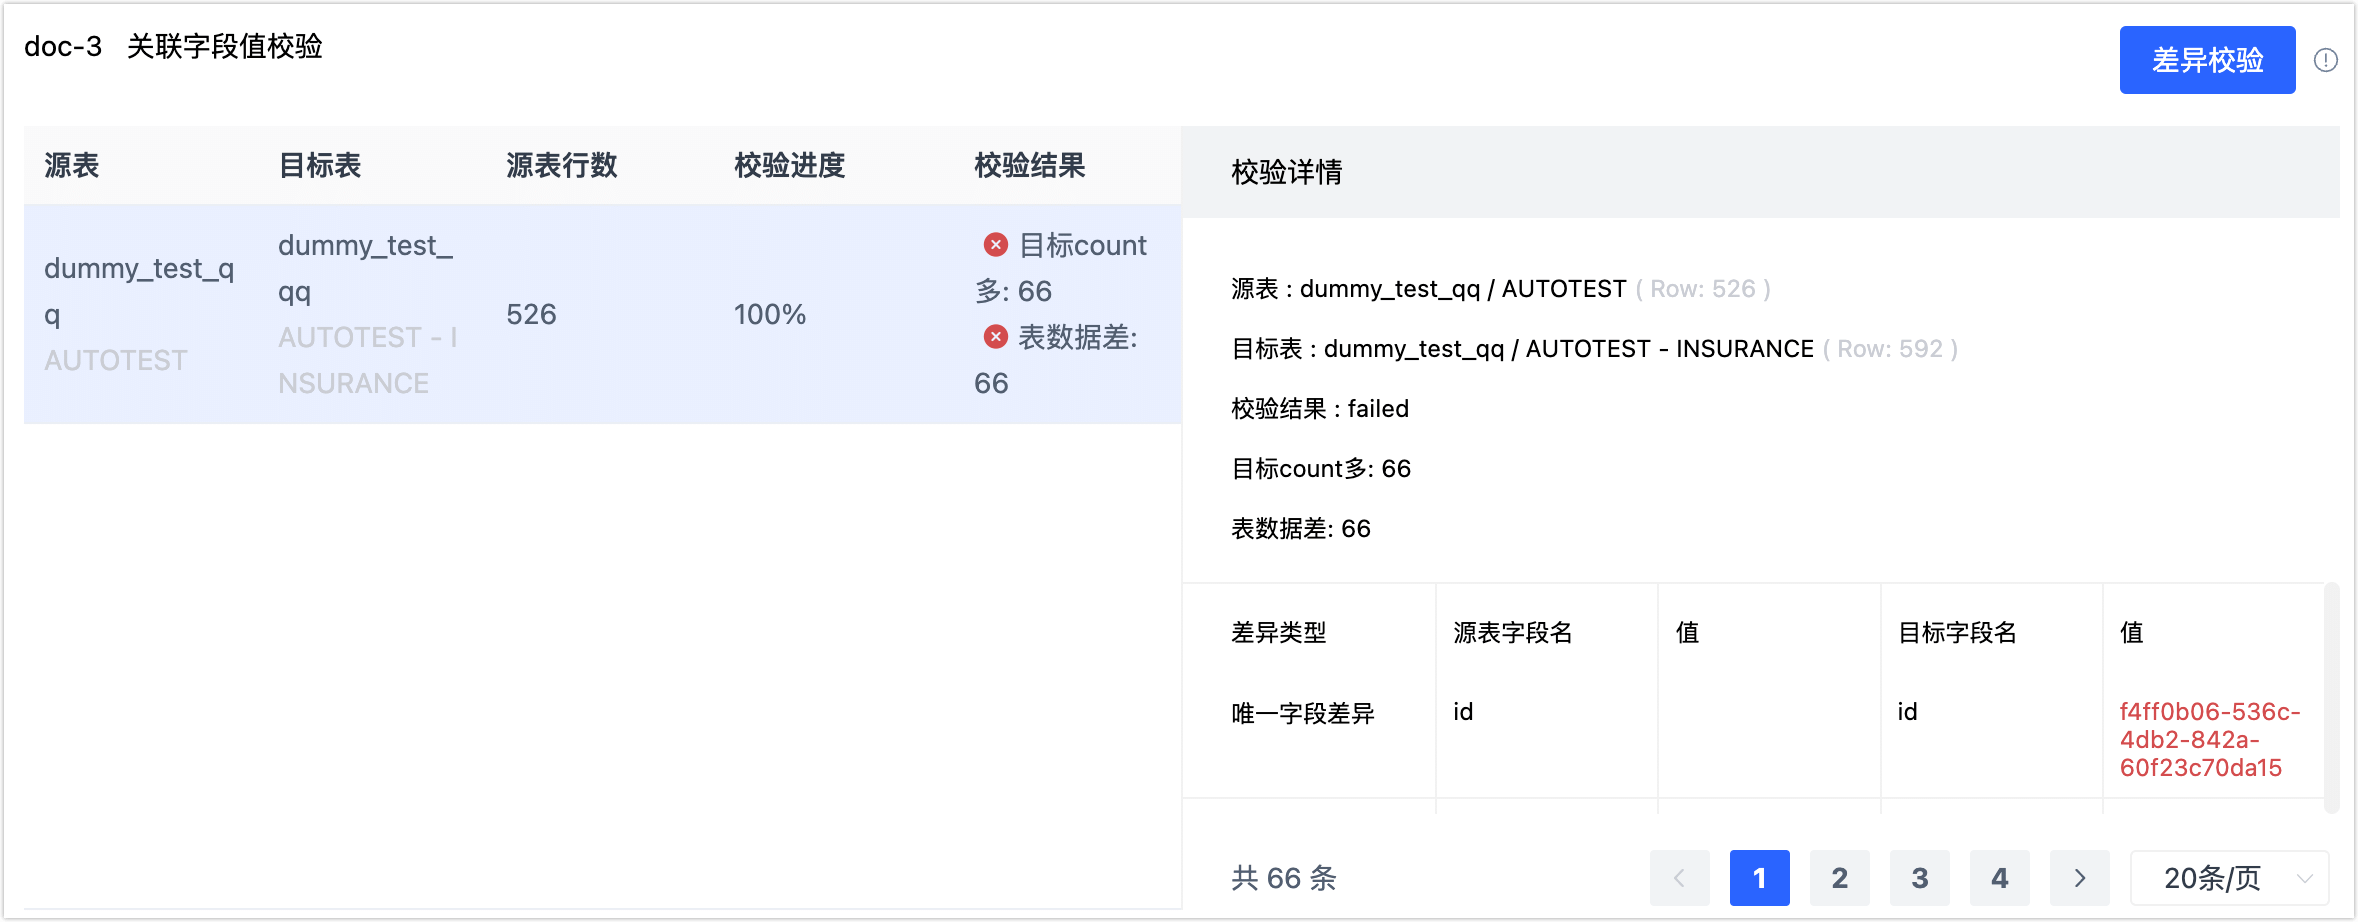 doc-3 关联字段值校验
差异校验
源表 目标表 源表行数 校验进度 校验结果
dummy_test_q
q
AUTOTEST
dummy_test_
qq
AUTOTEST - I
NSURANCE
526
100%
目标count
多: 66
表数据差:
66
校验详情
源表 : dummy_test_qq / AUTOTEST ( Row: 526 )
目标表 : dummy_test_qq / AUTOTEST - INSURANCE ( Row: 592 )
校验结果 : failed
目标count多: 66
表数据差: 66
差异类型 源表字段名 值 目标字段名 值
唯一字段差异 id id
f4ff0b06-536c-
4db2-842a-
60f23c70da15
共 66 条
1 2 3 4
20条/页